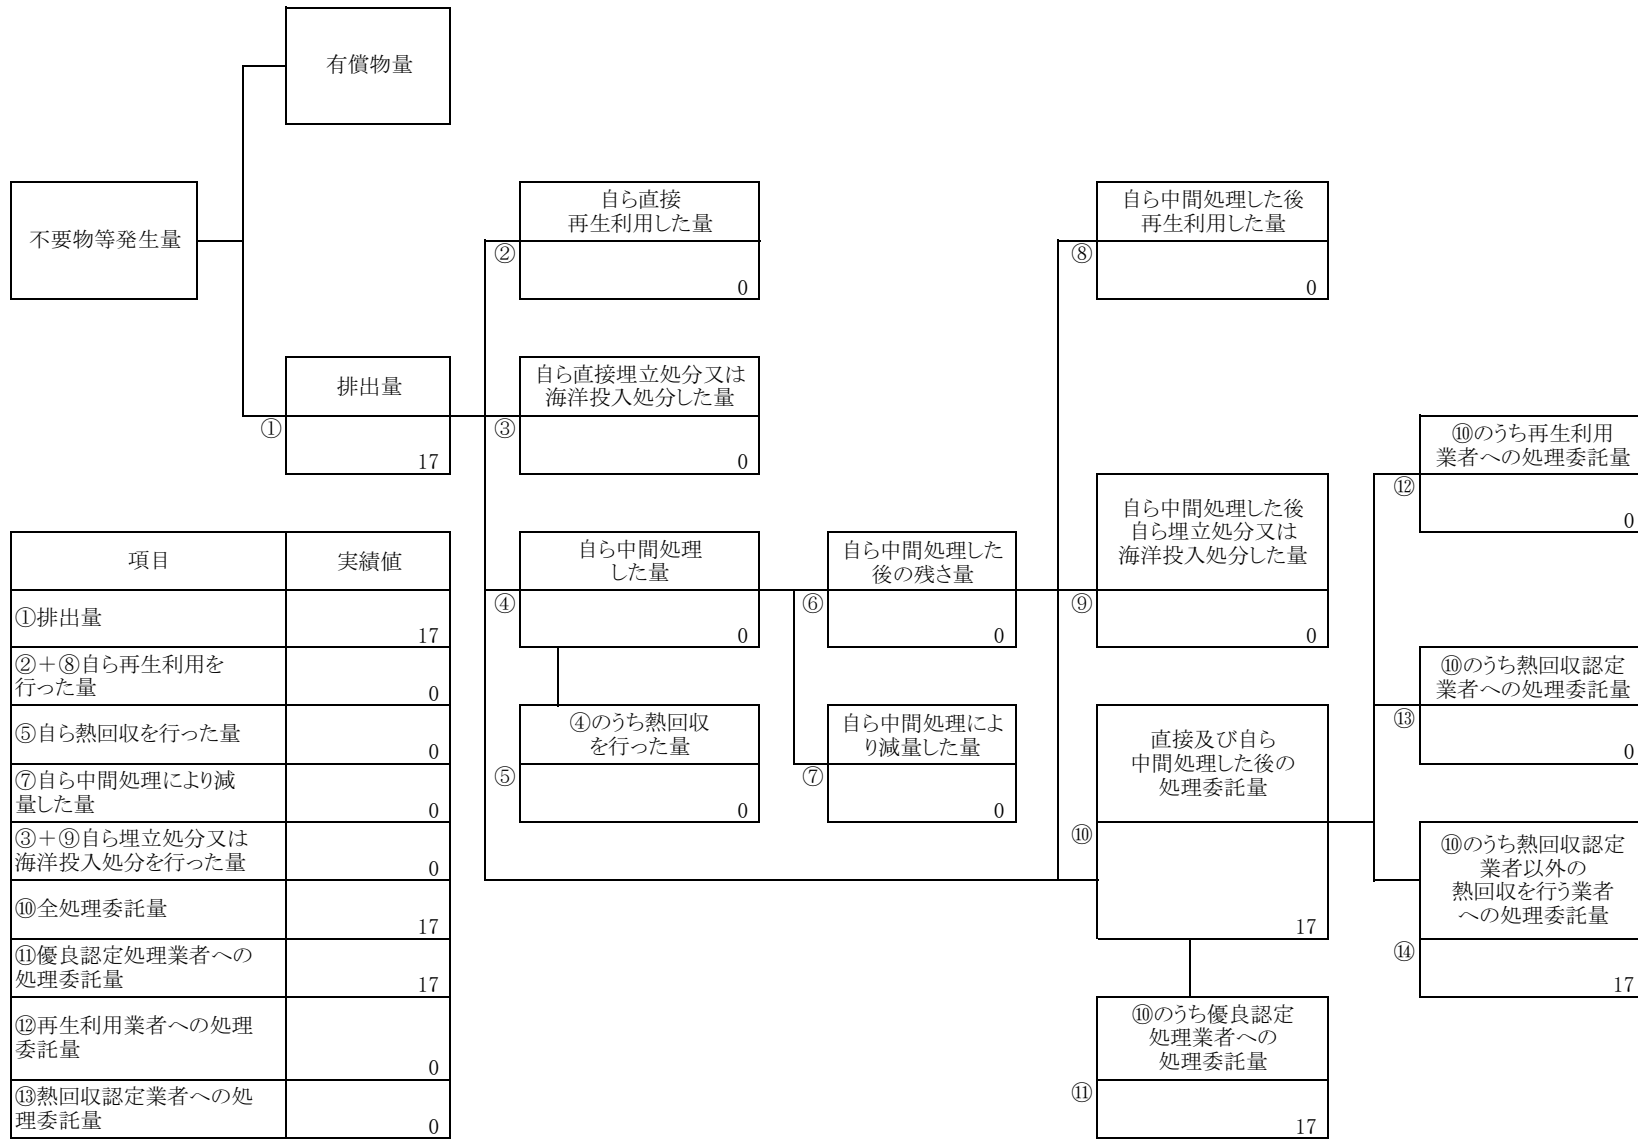 有償物量
不要物等発生量
排出量
①
17
自ら直接
再生利用した量
②
0
自ら直接埋立処分又は
海洋投入処分した量
③
0
自ら中間処理
した量
④
0
④のうち熱回収
を行った量
⑤
0
自ら中間処理した
後の残さ量
⑥
0
自ら中間処理によ
り減量した量
⑦
0
自ら中間処理した後
再生利用した量
⑧
0
自ら中間処理した後
自ら埋立処分又は
海洋投入処分した量
⑨
0
直接及び自ら
中間処理した後の
処理委託量
⑩
17
⑩のうち優良認定
処理業者への
処理委託量
⑪
17
⑩のうち再生利用
業者への処理委託量
⑫
0
⑩のうち熱回収認定
業者への処理委託量
⑬
0
⑩のうち熱回収認定
業者以外の
熱回収を行う業者
への処理委託量
⑭
17
項目 実績値
①排出量
17
②＋⑧自ら再生利用を
行った量
0
⑤自ら熱回収を行った量
0
⑦自ら中間処理により減
量した量
0
③＋⑨自ら埋立処分又は
海洋投入処分を行った量
0
⑩全処理委託量
17
⑪優良認定処理業者への
処理委託量
17
⑫再生利用業者への処理
委託量
0
⑬熱回収認定業者への処
理委託量
0